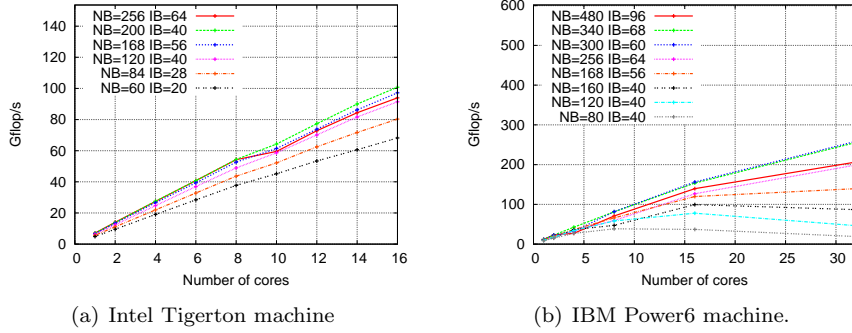 140
120
100
80
60
40
20
0
Gflop/s
NB=256 IB=64
NB=200 IB=40
NB=168 IB=56
NB=120 IB=40
NB=84 IB=28
NB=60 IB=20
0 2 4 6 8 10 12 14 16
Number of cores
(a) Intel Tigerton machine
600
500
400
300
200
100
0
Gflop/s
NB=480 IB=96
NB=340 IB=68
NB=300 IB=60
NB=256 IB=64
NB=168 IB=56
NB=160 IB=40
NB=120 IB=40
NB=80 IB=40
0 5 10 15 20 25 30
Number of cores
(b) IBM Power6 machine.